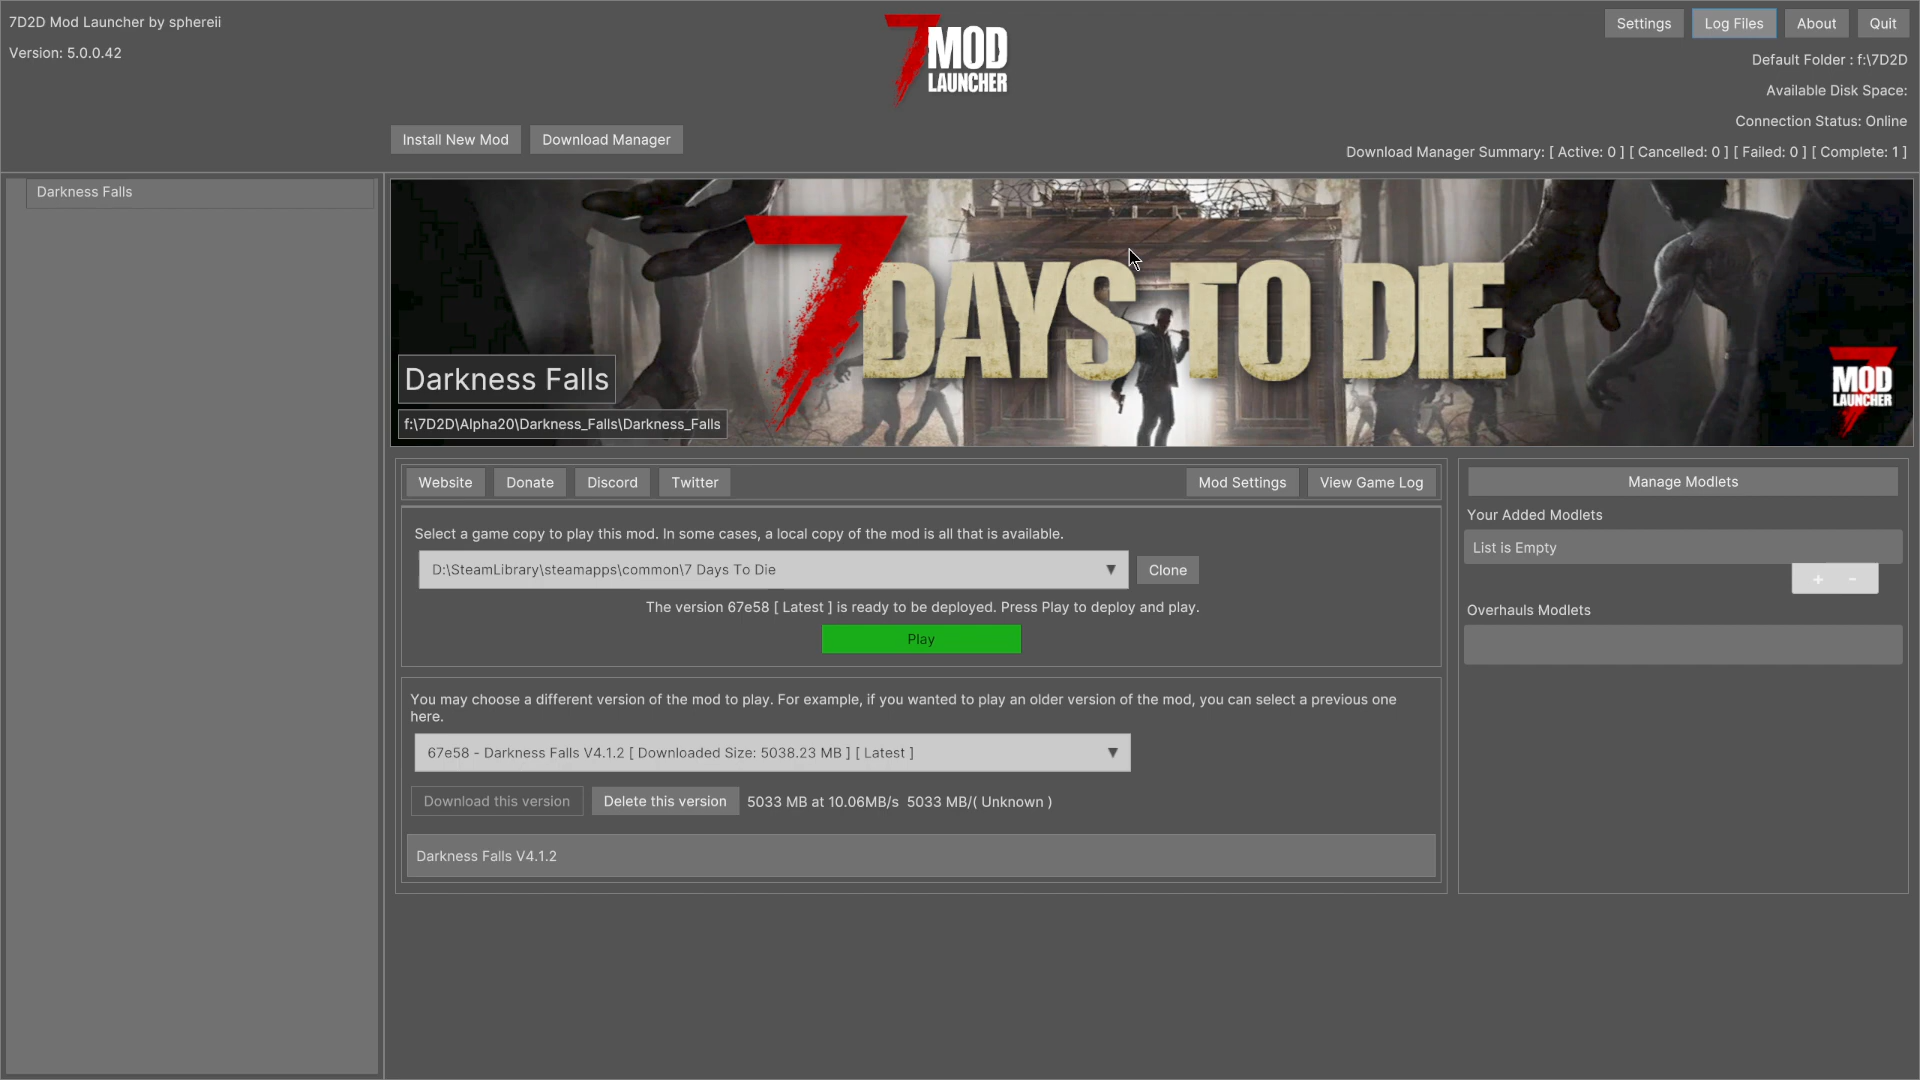 7D2D Mod Launcher by sphereii
Version: 5.0.0.42
7 MOD
LAUNCHER
Settings
Log Files
About
Quit
Default Folder : f:\7D2D
Available Disk Space:
Connection Status: Online
Install New Mod
Download Manager
Download Manager Summary: [ Active: 0 ] [ Cancelled: 0 ] [ Failed: 0 ] [ Complete: 1 ]
Darkness Falls
7 DAYS TO DIE
Darkness Falls
f:\7D2D\Alpha20\Darkness_Falls\Darkness_Falls
7
MOD
LAUNCHER
Website
Donate
Discord
Twitter
Mod Settings
View Game Log
Select a game copy to play this mod. In some cases, a local copy of the mod is all that is available.
D:\SteamLibrary\steamapps\common\7 Days To Die
Clone
The version 67e58 [ Latest ] is ready to be deployed. Press Play to deploy and play.
Play
You may choose a different version of the mod to play. For example, if you wanted to play an older version of the mod, you can select a previous one
here.
67e58 - Darkness Falls V4.1.2 [ Downloaded Size: 5038.23 MB ] [ Latest ]
Download this version
Delete this version
5033 MB at 10.06MB/s  5033 MB/( Unknown )
Darkness Falls V4.1.2
Manage Modlets
Your Added Modlets
List is Empty
+ -
Overhauls Modlets